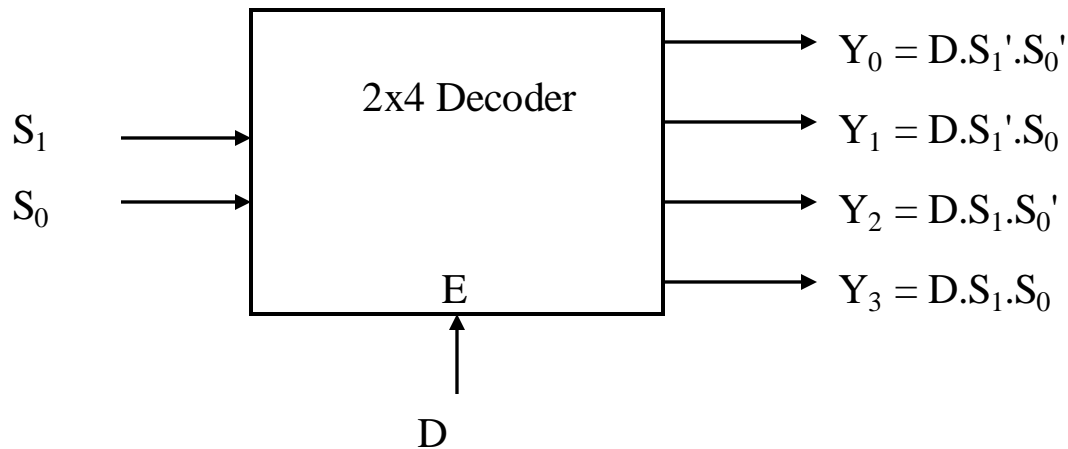 Y₀ = D.S₁'.S₀'
2x4 Decoder
S₁
Y₁ = D.S₁'.S₀
S₀
Y₂ = D.S₁.S₀'
E
Y₃ = D.S₁.S₀
D